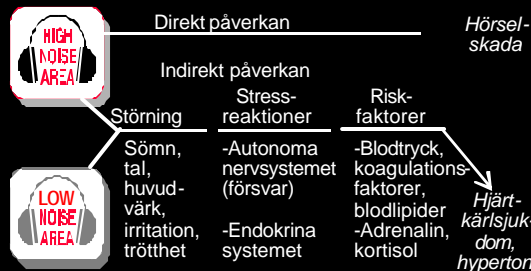 HIGH
NOISE
AREA
Direkt påverkan
Hörsel-
skada
Indirekt påverkan
Störning
Sömn,
tal,
huvud-
värk,
irritation,
trötthet
Stress-
reaktioner
-Autonoma
nervsystemet
(försvar)
-Endokrina
systemet
Risk-
faktorer
-Blodtryck,
koagulations-
faktorer,
blodlipider
-Adrenalin,
kortisol
Hjärt-
kärlsjuk-
dom,
hyperton
LOW
NOISE
AREA